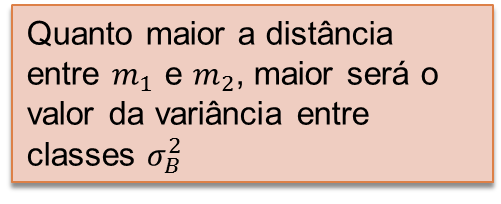 Quanto maior a distância
entre 𝑚₁ e 𝑚₂, maior será o
valor da variância entre
classes 𝜎_𝐵^2